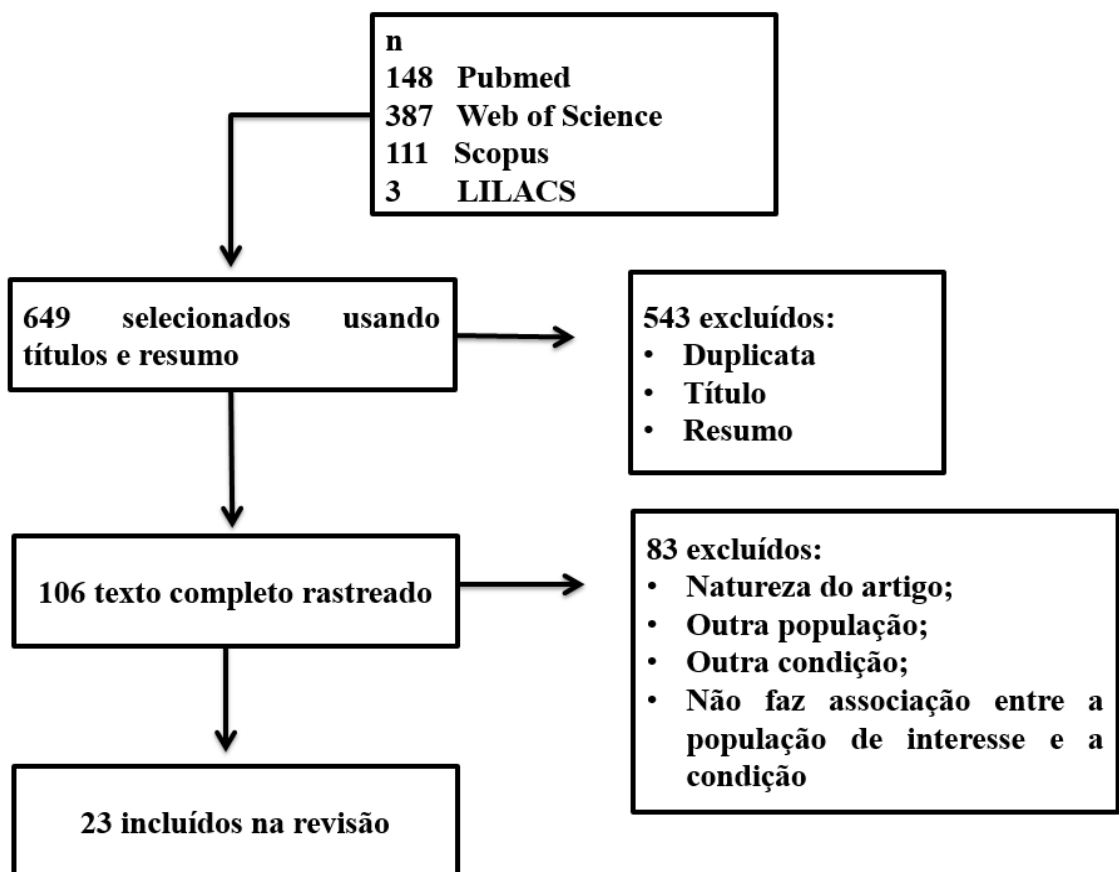 n
148 Pubmed
387 Web of Science
111 Scopus
3 LILACS
649 selecionados usando
títulos e resumo
543 excluídos:
• Duplicata
• Título
• Resumo
106 texto completo rastreado
83 excluídos:
• Natureza do artigo;
• Outra população;
• Outra condição;
• Não faz associação entre a
população de interesse e a
condição
23 incluídos na revisão